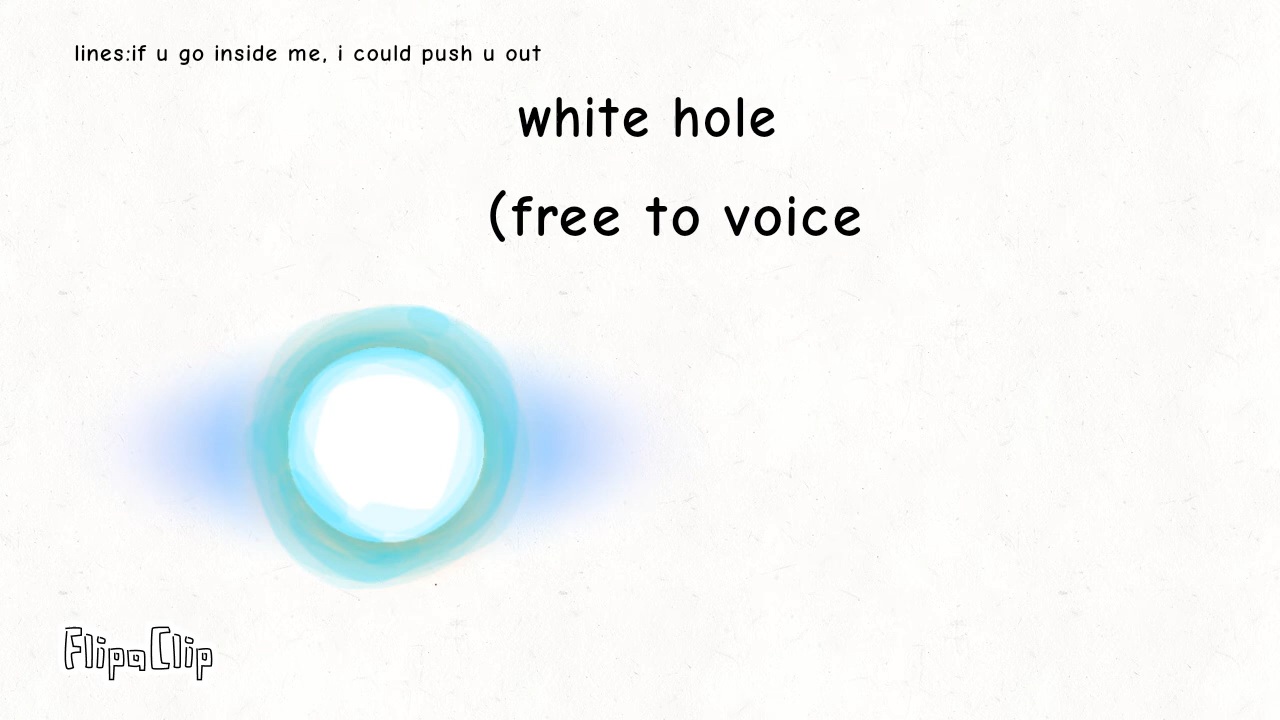 lines:if u go inside me, i could push u out
white hole
(free to voice
FlipaClip